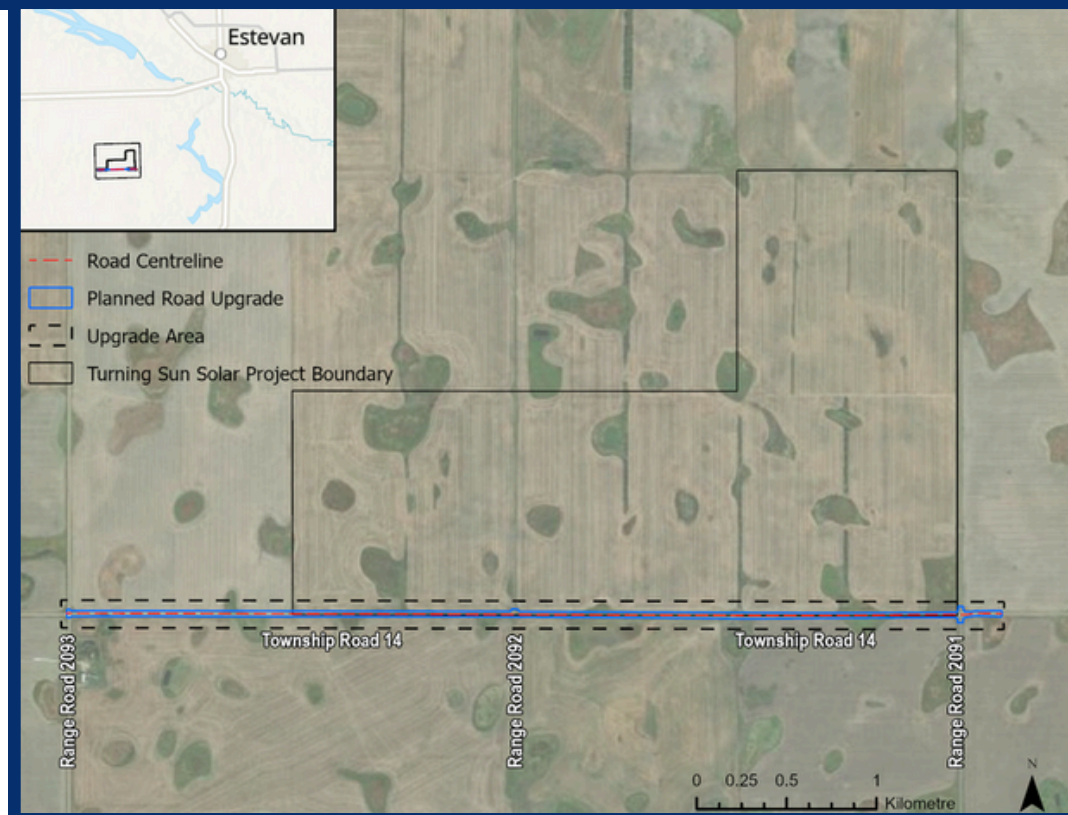 Estevan
Road Centreline
Planned Road Upgrade
Upgrade Area
Turning Sun Solar Project Boundary
Township Road 14
Township Road 14
Range Road 2093
Range Road 2092
Range Road 2091
0 0.25 0.5 1
Kilometre
N